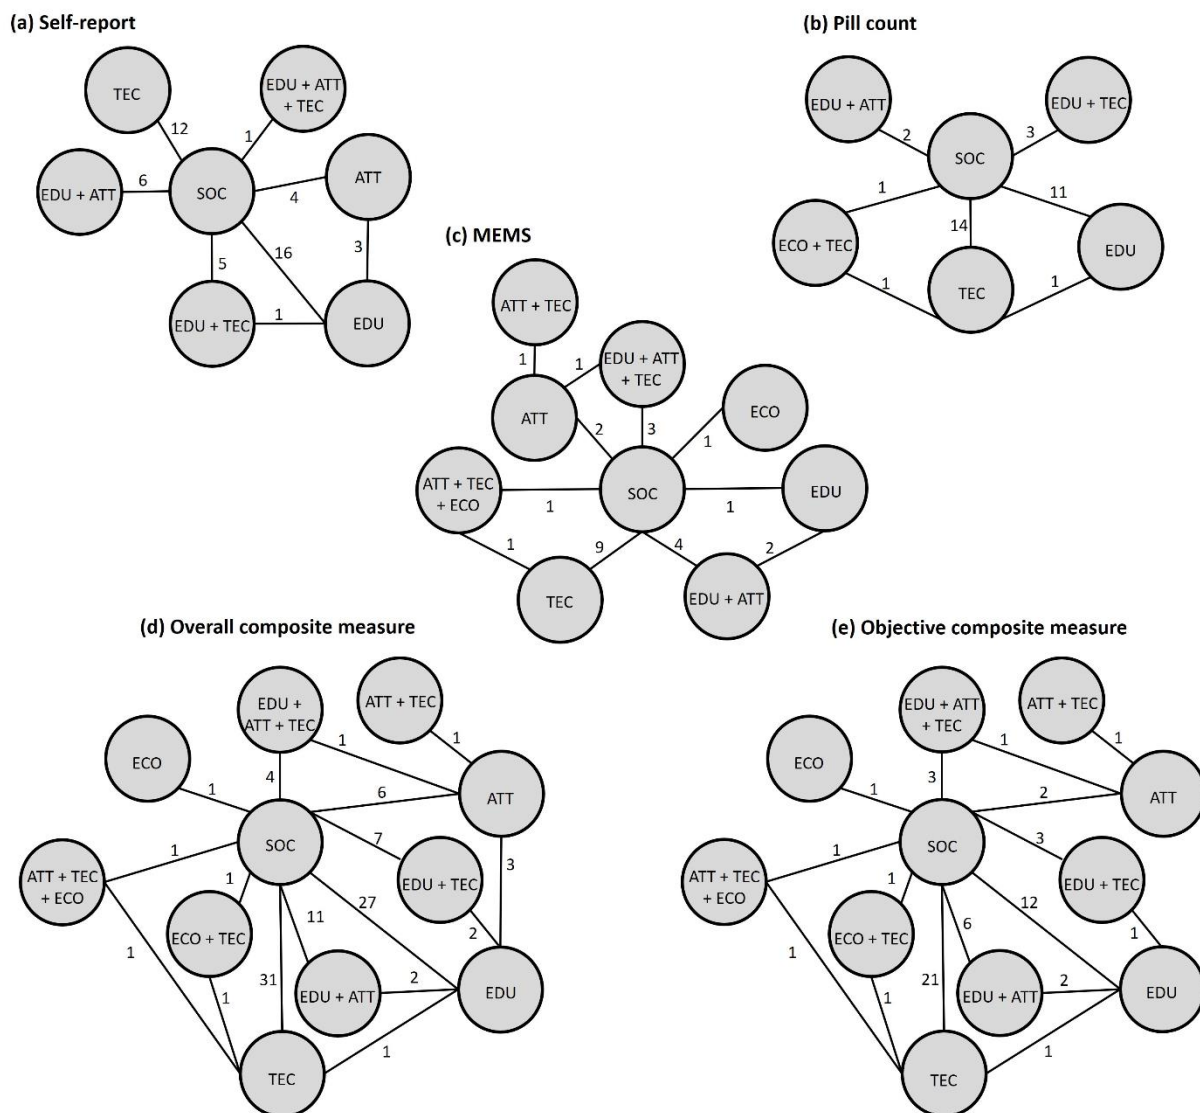 (a) Self-report
TEC
EDU + ATT
+ TEC
12
1
EDU + ATT
6
SOC
4
ATT
5
16
3
EDU + TEC
1
EDU
(b) Pill count
EDU + ATT
EDU + TEC
2
3
SOC
1
11
ECO + TEC
14
EDU
1
TEC
1
(c) MEMS
ATT + TEC
1
1
EDU + ATT
+ TEC
ATT
2
3
1
ECO
ATT + TEC
+ ECO
1
SOC
1
EDU
1
9
4
2
TEC
EDU + ATT
(d) Overall composite measure
EDU +
ATT + TEC
ATT + TEC
1
1
ECO
1
4
6
ATT
SOC
7
1
3
ATT + TEC
+ ECO
1
EDU + TEC
27
11
ECO + TEC
2
1
31
EDU + ATT
2
EDU
1
1
TEC
(e) Objective composite measure
EDU + ATT
+ TEC
ATT + TEC
1
1
ECO
1
3
2
ATT
SOC
3
1
ATT + TEC
+ ECO
1
EDU + TEC
12
6
ECO + TEC
1
1
21
EDU + ATT
2
EDU
1
1
TEC